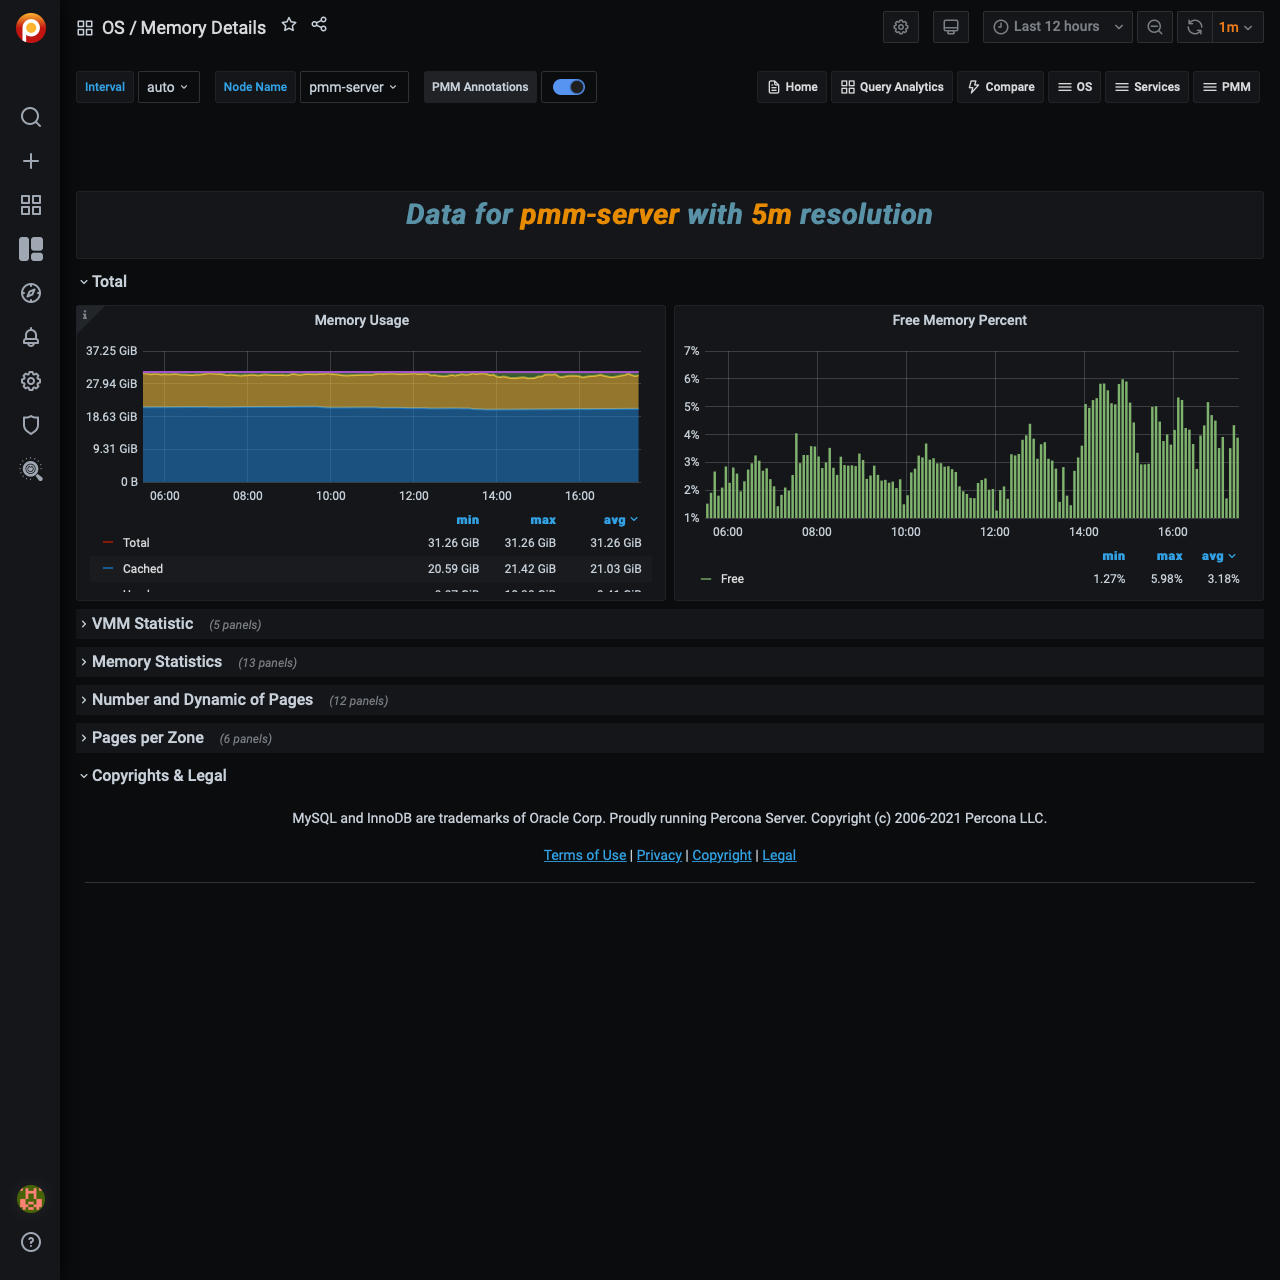 OS / Memory Details
Last 12 hours
1m
Interval
auto
Node Name
pmm-server
PMM Annotations
Home
Query Analytics
Compare
OS
Services
PMM
Data for pmm-server with 5m resolution
Total
i
Memory Usage
37.25 GiB
27.94 GiB
18.63 GiB
9.31 GiB
0 B
06:00 08:00 10:00 12:00 14:00 16:00
min max avg
Total 31.26 GiB 31.26 GiB 31.26 GiB
Cached 20.59 GiB 21.42 GiB 21.03 GiB
Free Memory Percent
7%
6%
5%
4%
3%
2%
1%
06:00 08:00 10:00 12:00 14:00 16:00
min max avg
Free 1.27% 5.98% 3.18%
VMM Statistic (5 panels)
Memory Statistics (13 panels)
Number and Dynamic of Pages (12 panels)
Pages per Zone (6 panels)
Copyrights & Legal
MySQL and InnoDB are trademarks of Oracle Corp. Proudly running Percona Server. Copyright (c) 2006-2021 Percona LLC.
Terms of Use | Privacy | Copyright | Legal